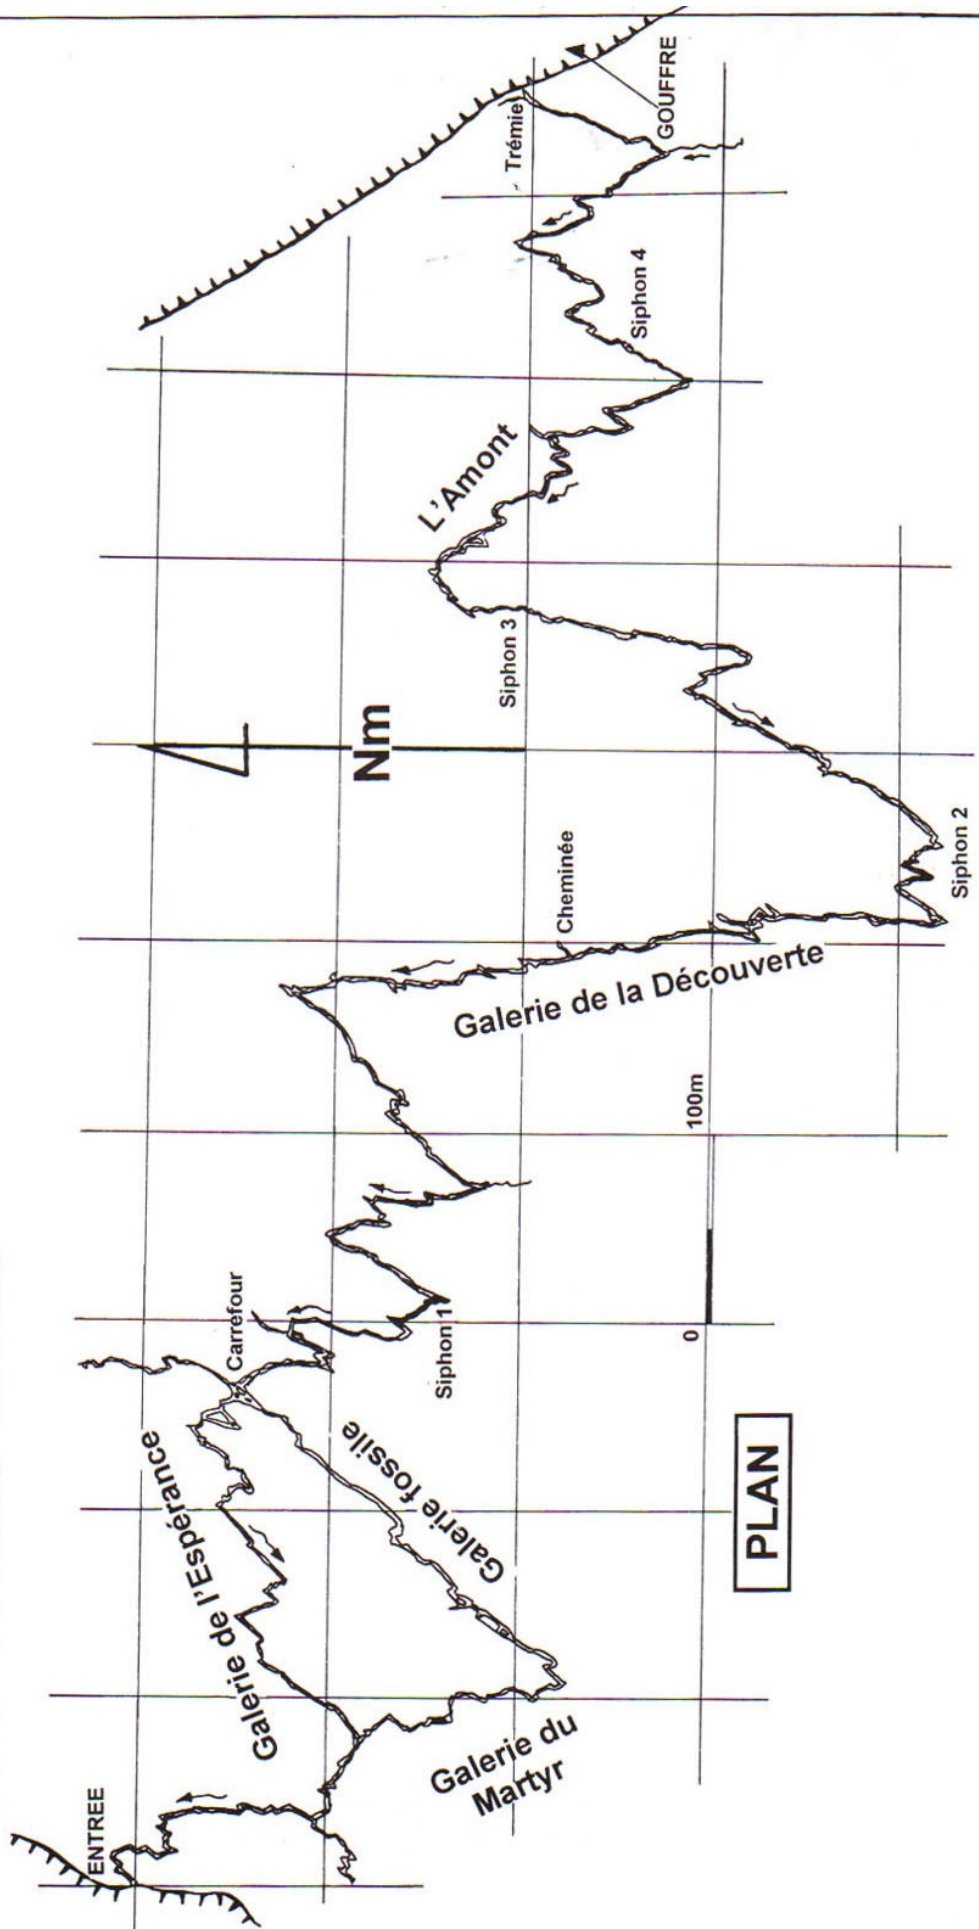 ENTREE
Galerie de l'Espérance
Galerie du
Martyr
Galerie fossile
Carrefour
Siphon 1
PLAN
0
100m
Galerie de la Découverte
Cheminée
Siphon 2
Nm
Siphon 3
L'Amont
Siphon 4
Trémie
GOUFFRE